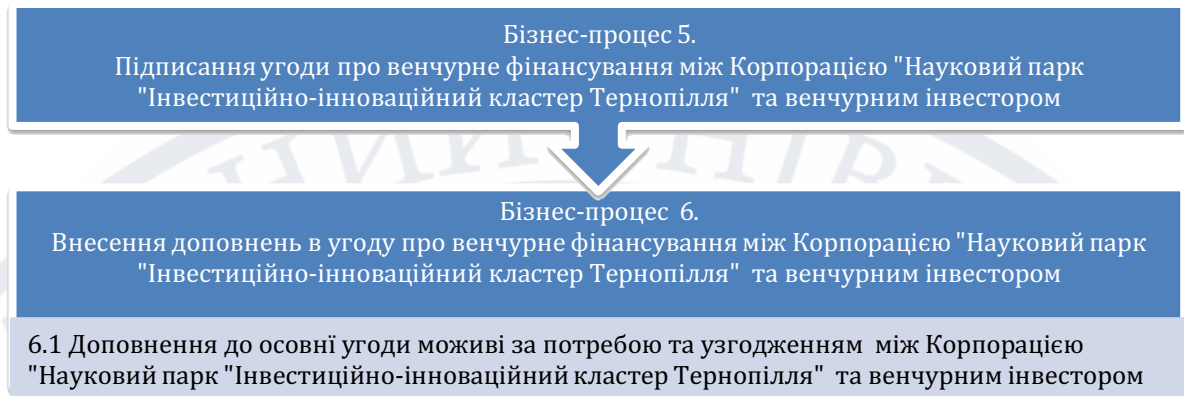 Бізнес-процес 5.
Підписання угоди про венчурне фінансування між Корпорацією "Науковий парк
"Інвестиційно-інноваційний кластер Тернопілля" та венчурним інвестором
Бізнес-процес 6.
Внесення доповнень в угоду про венчурне фінансування між Корпорацією "Науковий парк
"Інвестиційно-інноваційний кластер Тернопілля" та венчурним інвестором
6.1 Доповнення до осовнї угодиможиві за потребою та узгодженням між Корпорацією
"Науковий парк "Інвестиційно-інноваційний кластер Тернопілля" та венчурним інвестором